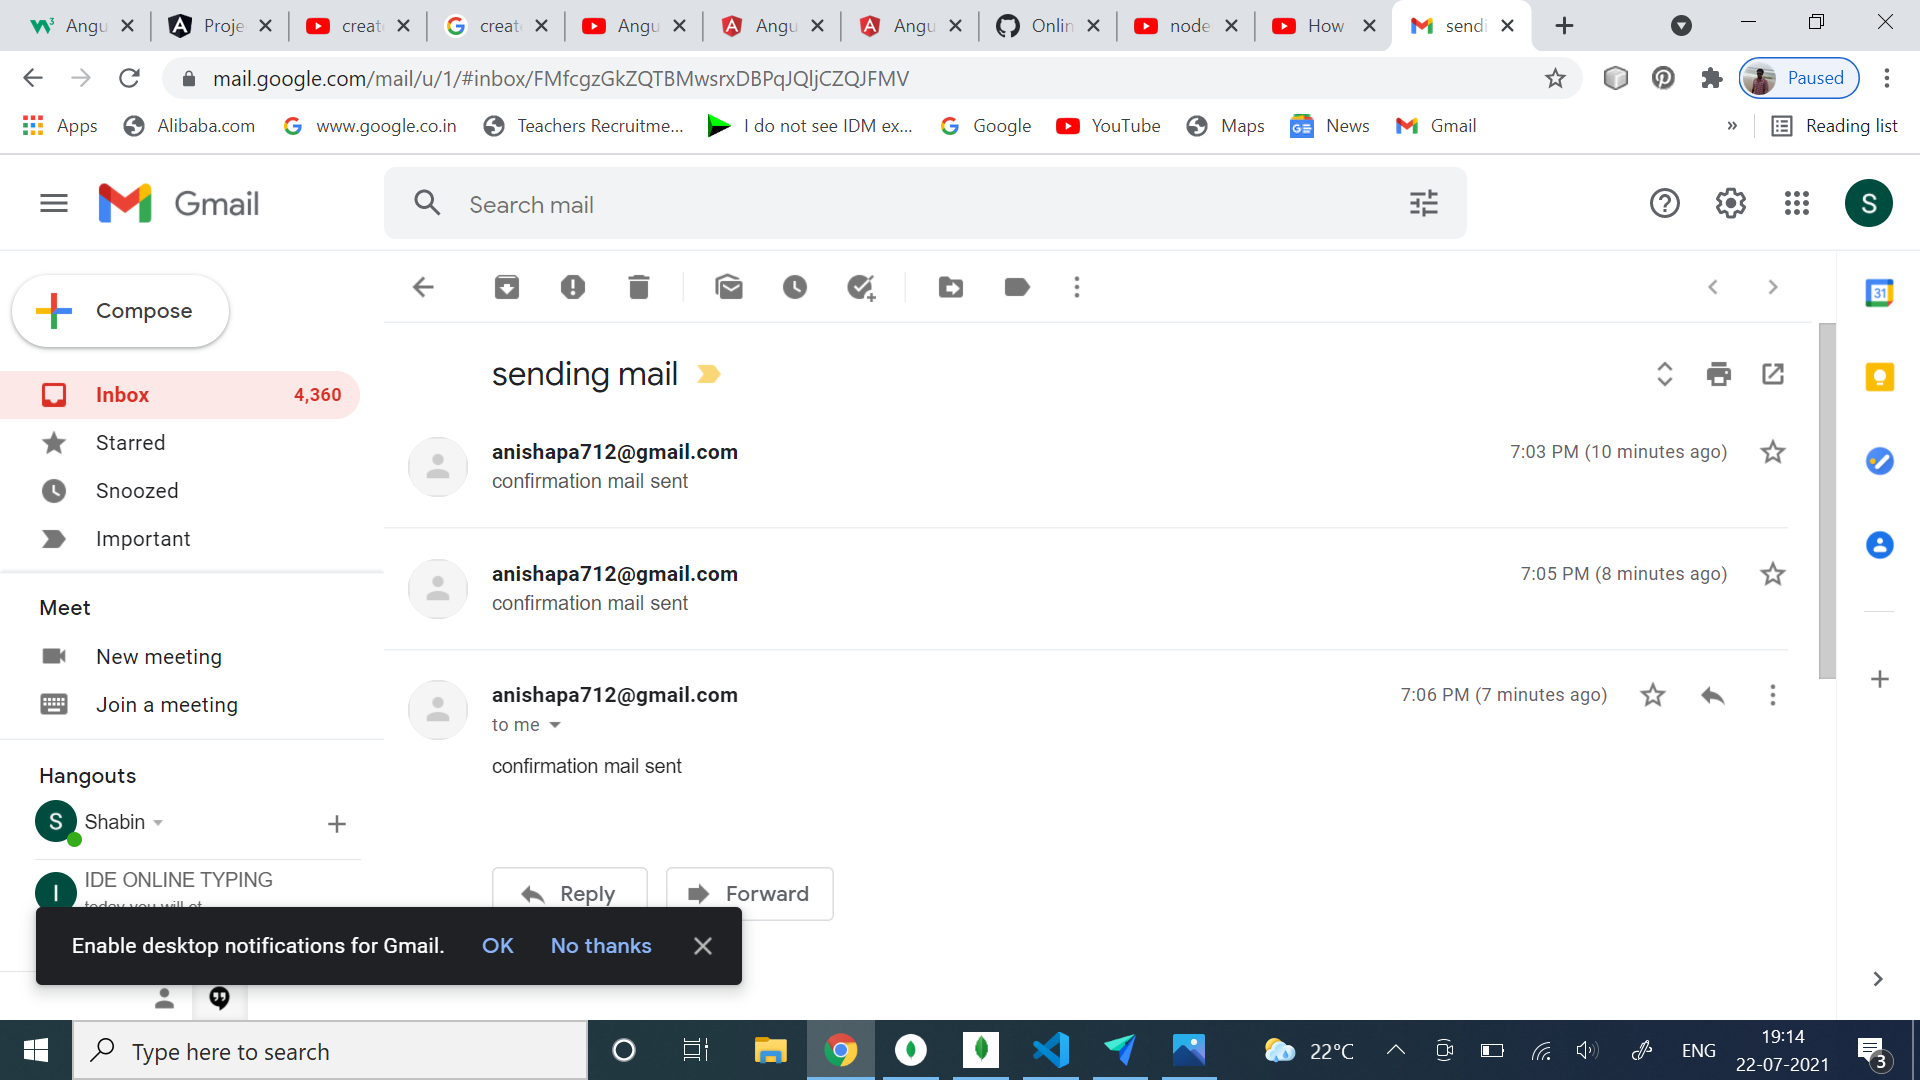 Angu
Proje
create
create
Angu
Angu
Angu
Onlin
node
How
sendi
mail.google.com/mail/u/1/#inbox/FMfcgzGkZQTBMwsrxDBPqJQljCZQJFMV
Paused
Apps
Alibaba.com
www.google.co.in
Teachers Recruitme...
I do not see IDM ex...
Google
YouTube
Maps
News
Gmail
»
Reading list
Gmail
Search mail
S
Compose
31
sending mail
Inbox 4,360
Starred
Snoozed
Important
anishapa712@gmail.com 7:03 PM (10 minutes ago)
confirmation mail sent
anishapa712@gmail.com 7:05 PM (8 minutes ago)
confirmation mail sent
Meet
New meeting
Join a meeting
anishapa712@gmail.com 7:06 PM (7 minutes ago)
to me
confirmation mail sent
Hangouts
S Shabin
I IDE ONLINE TYPING
Reply
Forward
Enable desktop notifications for Gmail. OK No thanks
Type here to search
22°C
ENG
19:14
22-07-2021
3